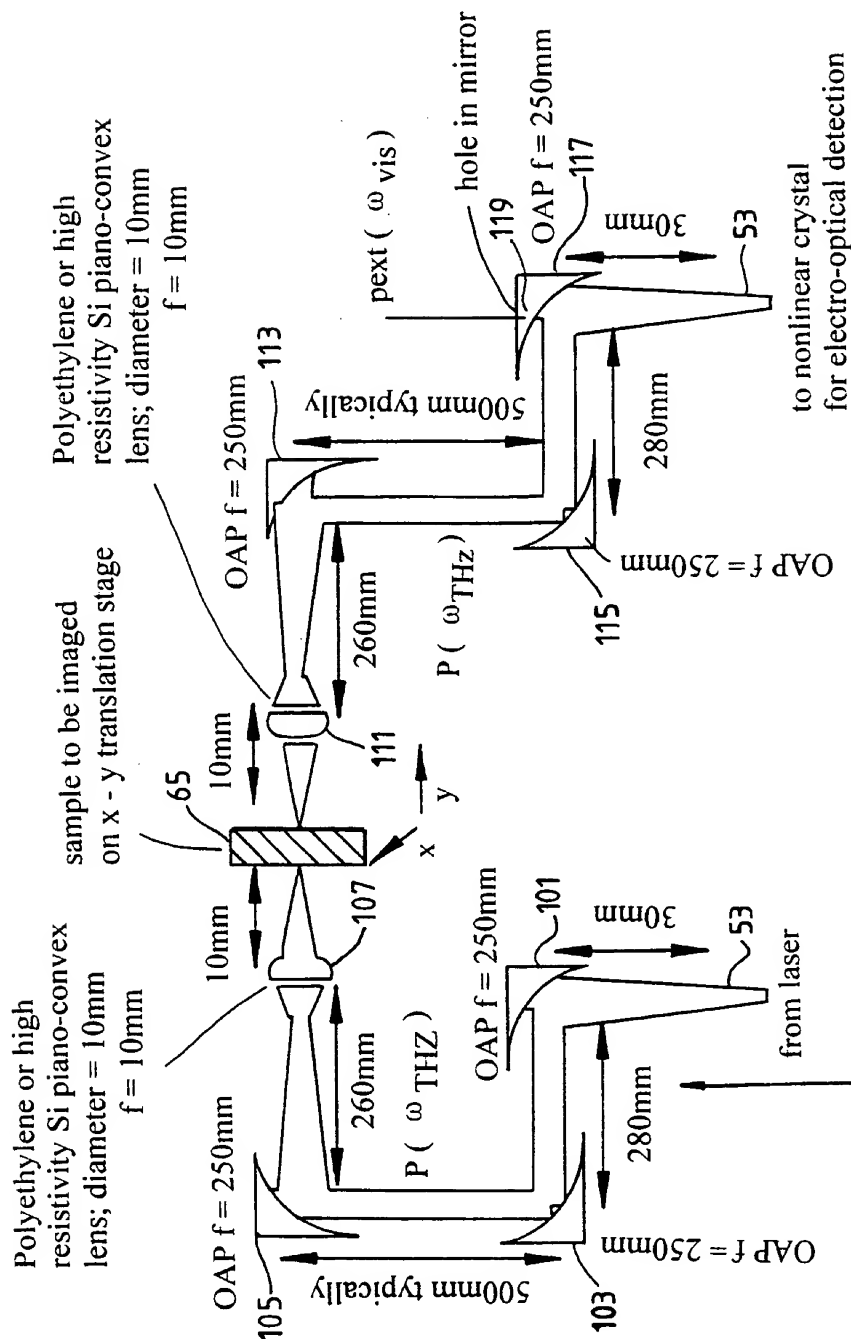 Polyethylene or high
resistivity Si piano-convex
lens; diameter = 10mm
f = 10mm
sample to be imaged
on x - y translation stage
Polyethylene or high
resistivity Si piano-convex
lens; diameter = 10mm
f = 10mm
105
OAP f = 250mm
500mm typically
103
OAP f = 250mm
260mm
P ( ω THZ )
280mm
10mm
107
OAP f = 250mm
101
30mm
53
from laser
65
x
y
10mm
111
260mm
P ( ω THz )
OAP f = 250mm
113
500mm typically
115
OAP f = 250mm
280mm
pext ( ω vis )
hole in mirror
119
OAP f = 250mm
117
30mm
53
to nonlinear crystal
for electro-optical detection